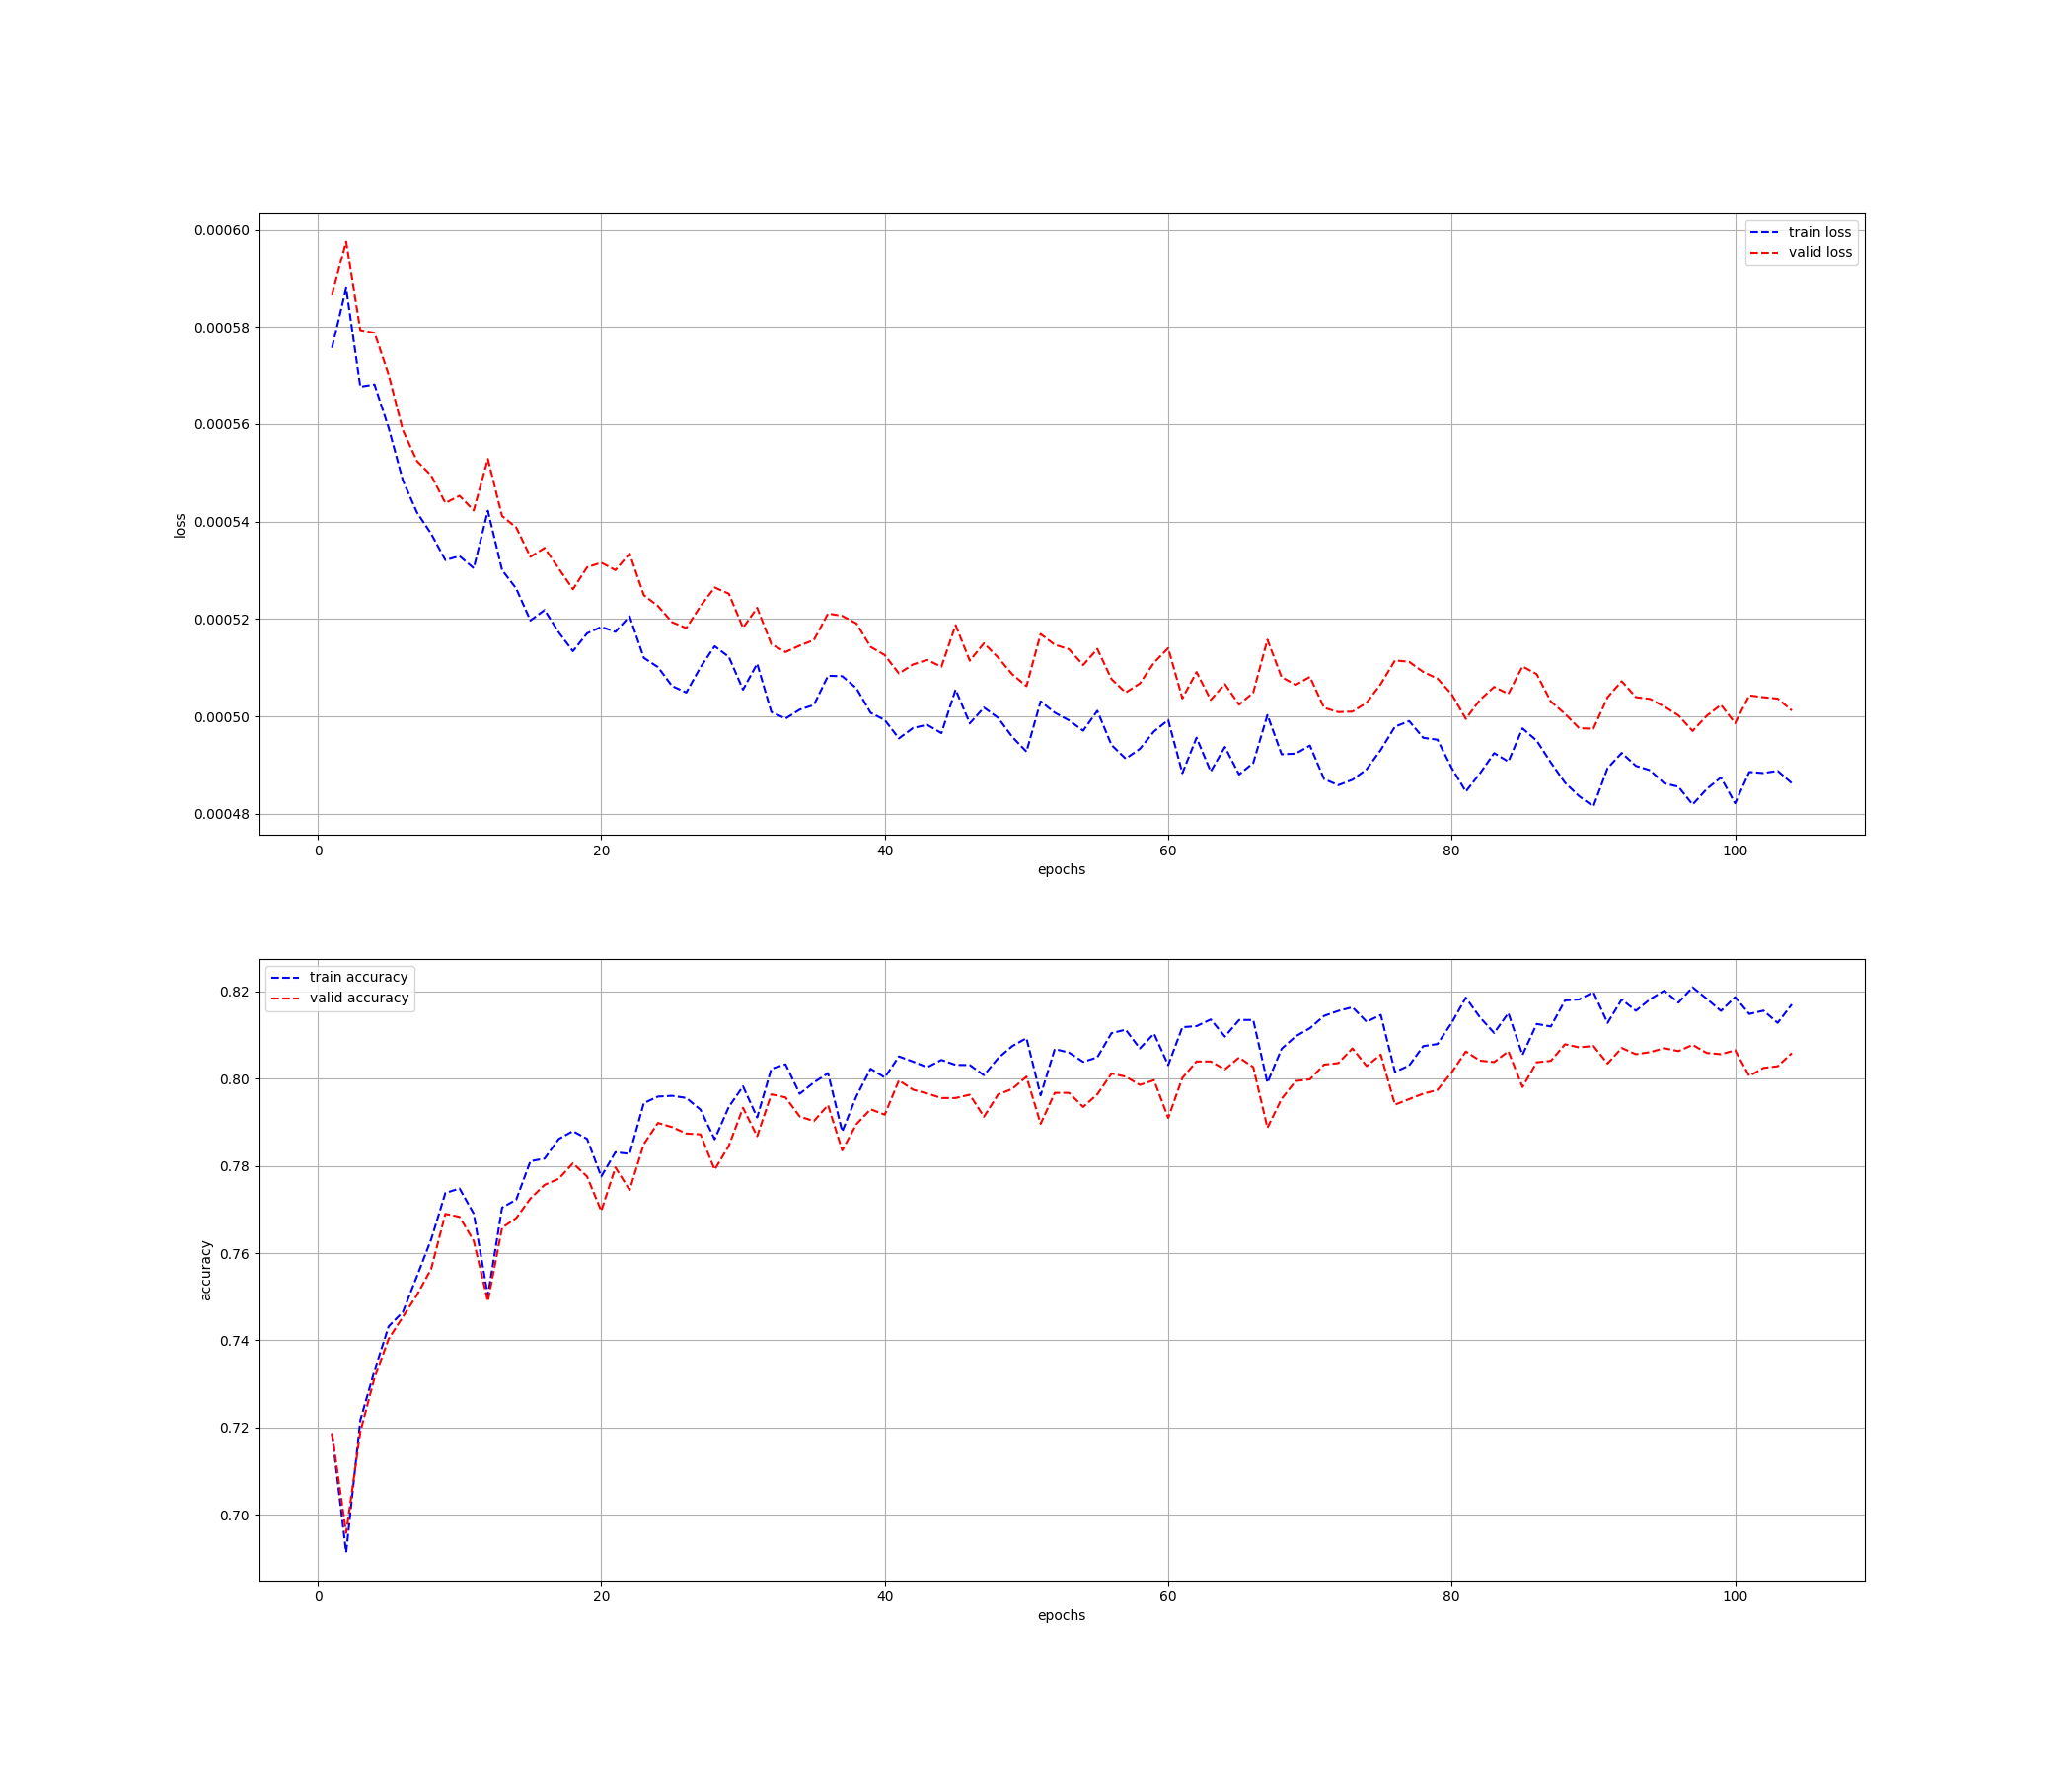 0.00060
0.00058
0.00056
0.00054
0.00052
0.00050
0.00048
loss
train loss
valid loss
0 20 40 60 80 100
epochs
train accuracy
valid accuracy
0.82
0.80
0.78
0.76
0.74
0.72
0.70
accuracy
0 20 40 60 80 100
epochs